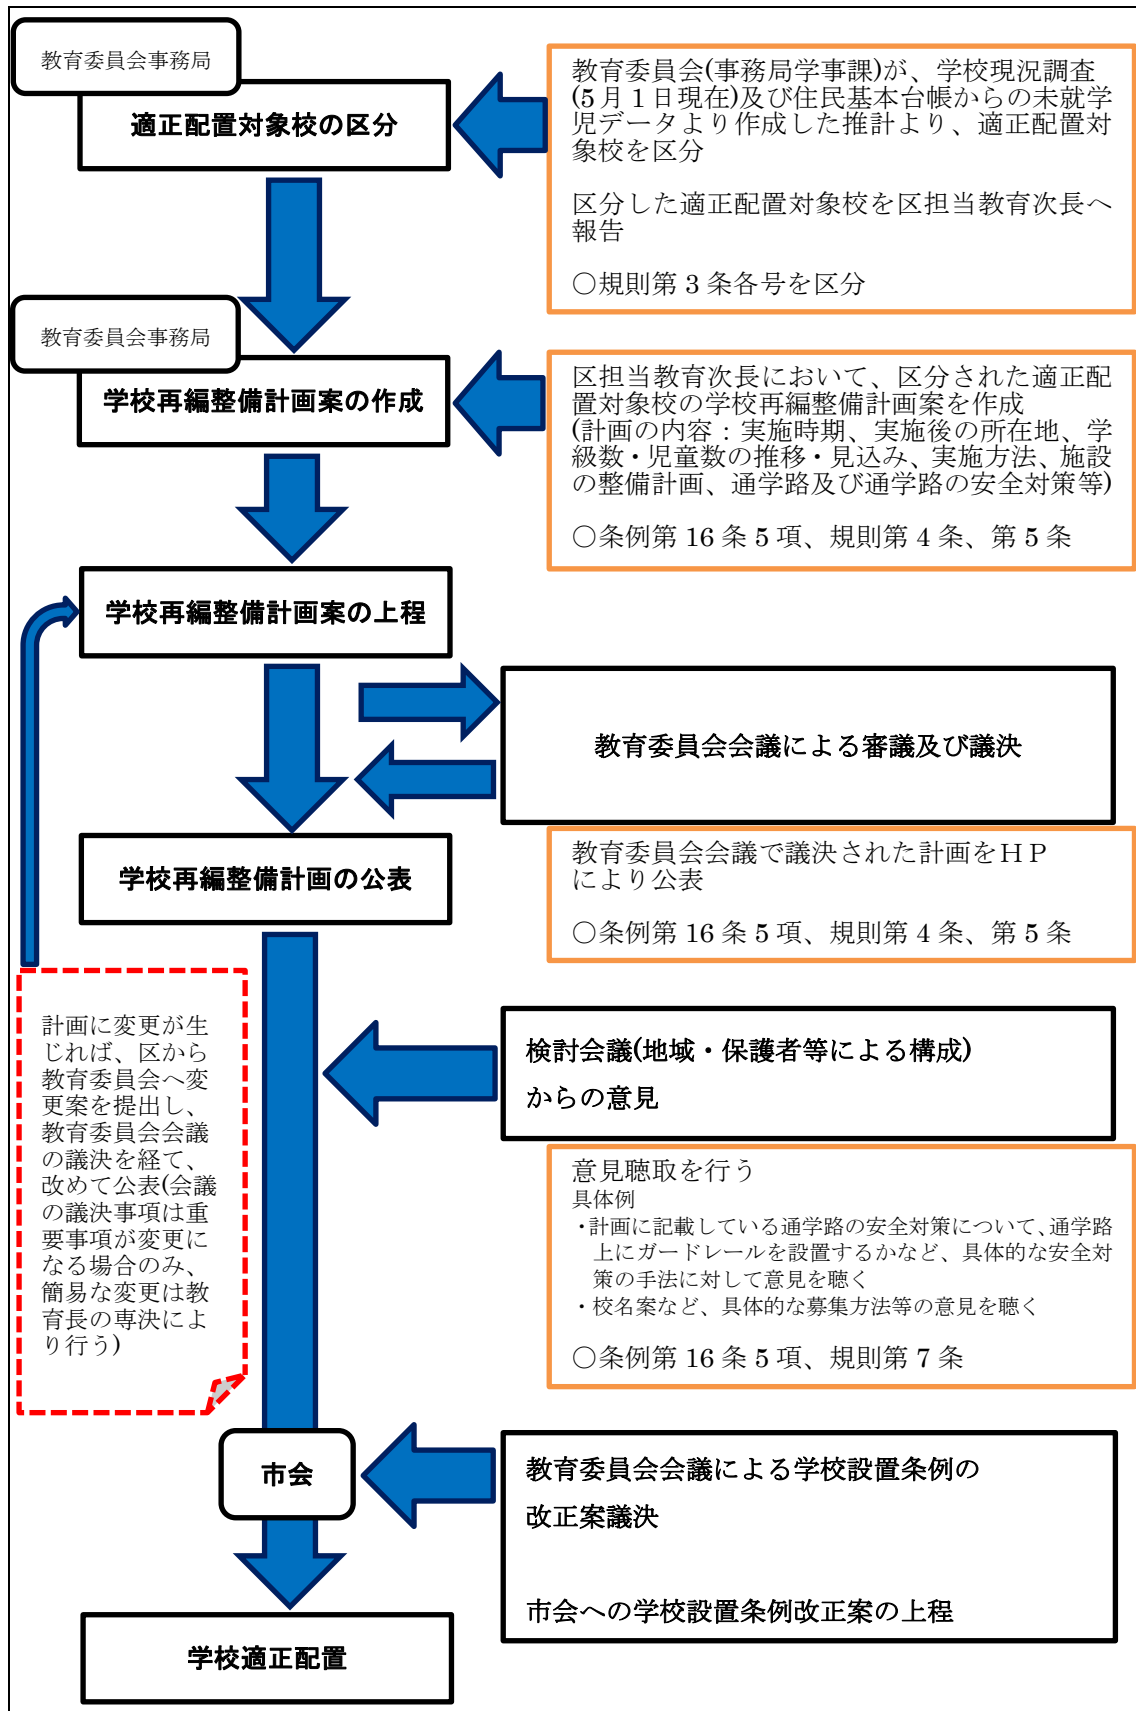 教育委員会事務局
適正配置対象校の区分
教育委員会(事務局学事課)が、学校現況調査
(5月1日現在)及び住民基本台帳からの未就学
児データより作成した推計より、適正配置対
象校を区分
区分した適正配置対象校を区担当教育次長へ
報告
○規則第3条各号を区分
教育委員会事務局
学校再編整備計画案の作成
区担当教育次長において、区分された適正配
置対象校の学校再編整備計画案を作成
(計画の内容：実施時期、実施後の所在地、学
級数・児童数の推移・見込み、実施方法、施設
の整備計画、通学路及び通学路の安全対策等)
○条例第16条5項、規則第4条、第5条
学校再編整備計画案の上程
教育委員会会議による審議及び議決
学校再編整備計画の公表
教育委員会会議で議決された計画をＨＰ
により公表
○条例第16条5項、規則第4条、第5条
計画に変更が生
じれば、区から
教育委員会へ変
更案を提出し、
教育委員会会議
の議決を経て、
改めて公表(会議
の議決事項は重
要事項が変更に
なる場合のみ、
簡易な変更は教
育長の専決によ
り行う)
検討会議(地域・保護者等による構成)
からの意見
意見聴取を行う
具体例
・計画に記載している通学路の安全対策について、通学路
上にガードレールを設置するかなど、具体的な安全対
策の手法に対して意見を聴く
・校名案など、具体的な募集方法等の意見を聴く
○条例第16条5項、規則第7条
市会
教育委員会会議による学校設置条例の
改正案議決
市会への学校設置条例改正案の上程
学校適正配置